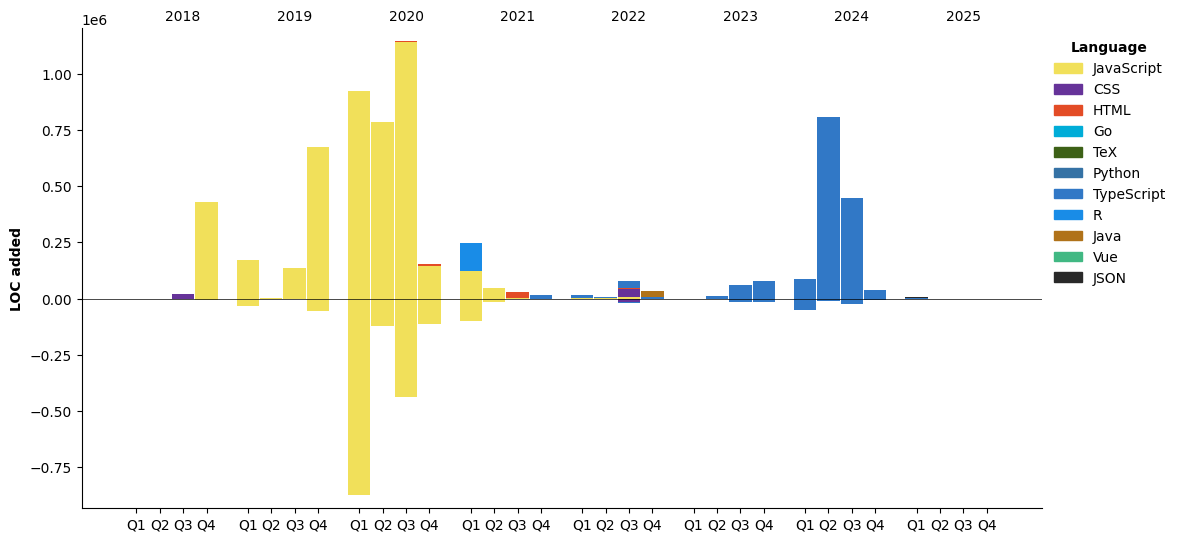 1e6
2018 2019 2020 2021 2022 2023 2024 2025
LOC added
1.00
0.75
0.50
0.25
0.00
−0.25
−0.50
−0.75
Q1 Q2 Q3 Q4 Q1 Q2 Q3 Q4 Q1 Q2 Q3 Q4 Q1 Q2 Q3 Q4 Q1 Q2 Q3 Q4 Q1 Q2 Q3 Q4 Q1 Q2 Q3 Q4 Q1 Q2 Q3 Q4
Language
JavaScript
CSS
HTML
Go
TeX
Python
TypeScript
R
Java
Vue
JSON